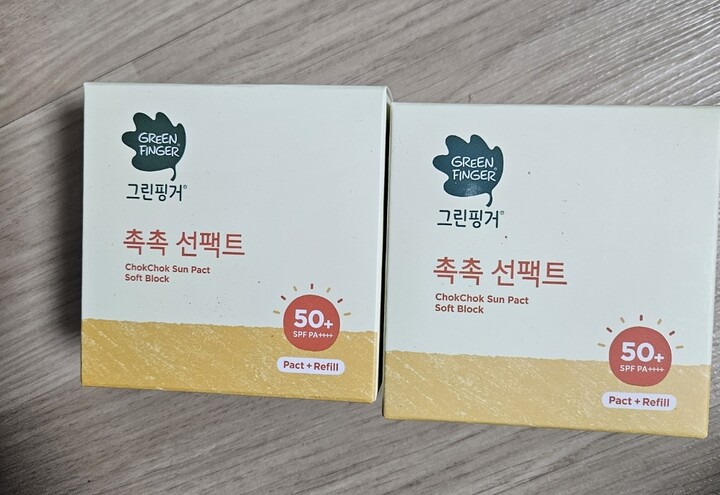 GREEN
FINGER
그린핑거®
촉촉 선팩트
ChokChok Sun Pact
Soft Block
50+
SPF PA++++
Pact + Refill
GREEN
FINGER
그린핑거®
촉촉 선팩트
ChokChok Sun Pact
Soft Block
50+
SPF PA++++
Pact + Refill